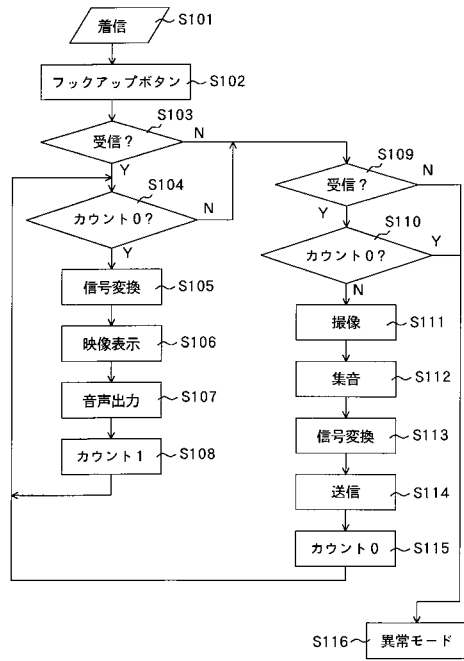 着信
S101
フックアップボタン
S102
S103
受信?
N
Y
S104
カウント0?
N
Y
信号変換
S105
映像表示
S106
音声出力
S107
カウント1
S108
S109
受信?
N
Y
S110
カウント0?
Y
N
撮像
S111
集音
S112
信号変換
S113
送信
S114
カウント0
S115
S116
異常モード